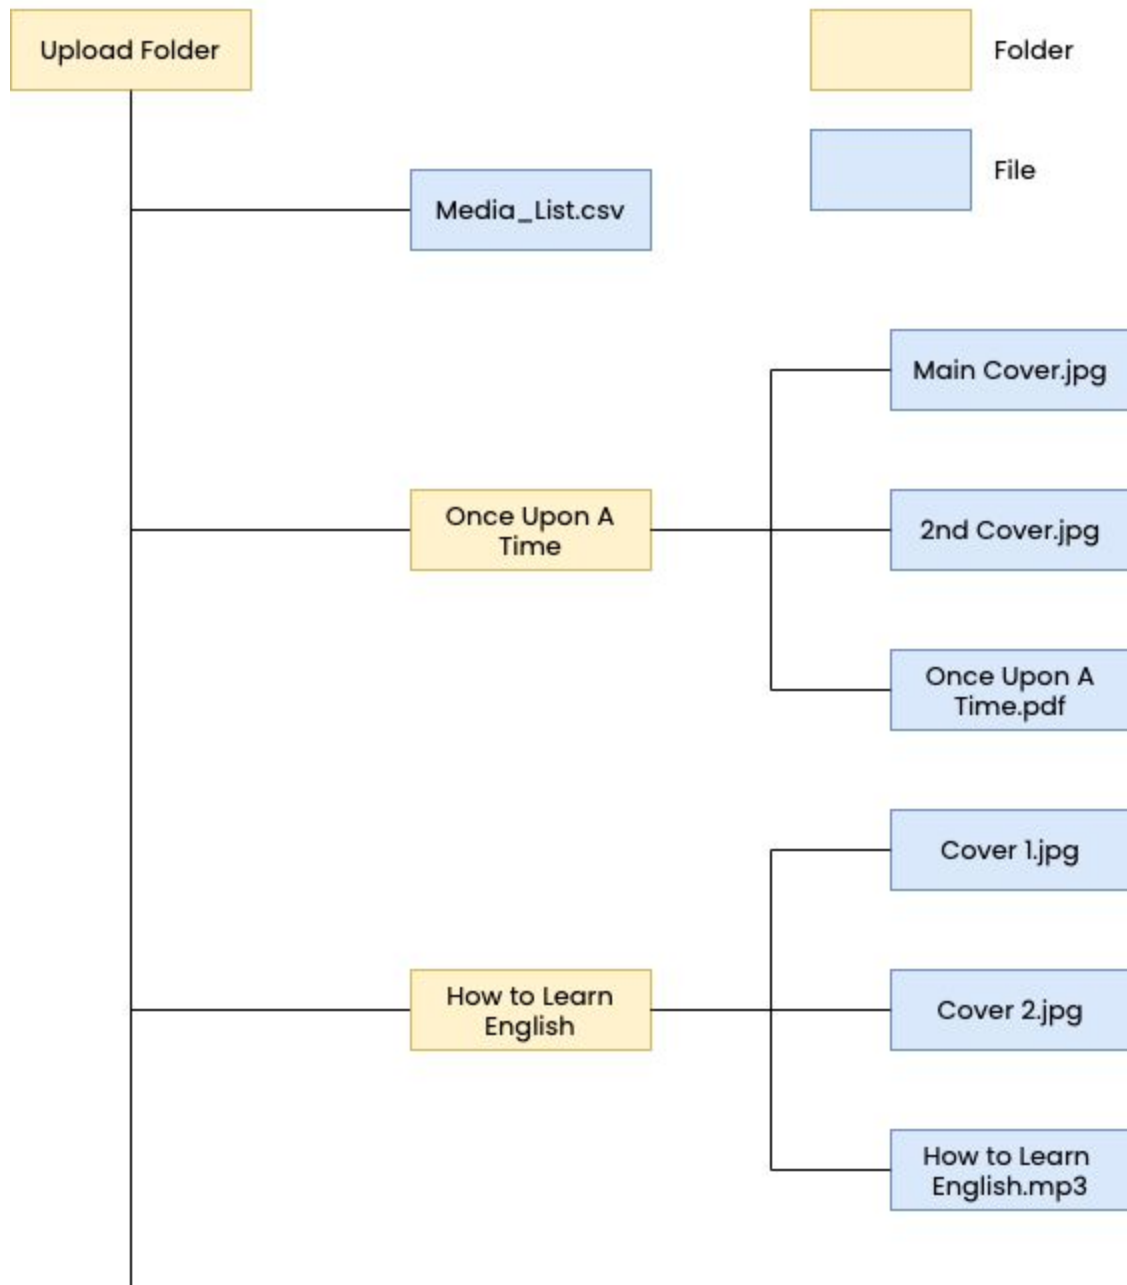 Upload Folder
Folder
File
Media_List.csv
Main Cover.jpg
Once Upon A
Time
2nd Cover.jpg
Once Upon A
Time.pdf
Cover 1.jpg
How to Learn
English
Cover 2.jpg
How to Learn
English.mp3